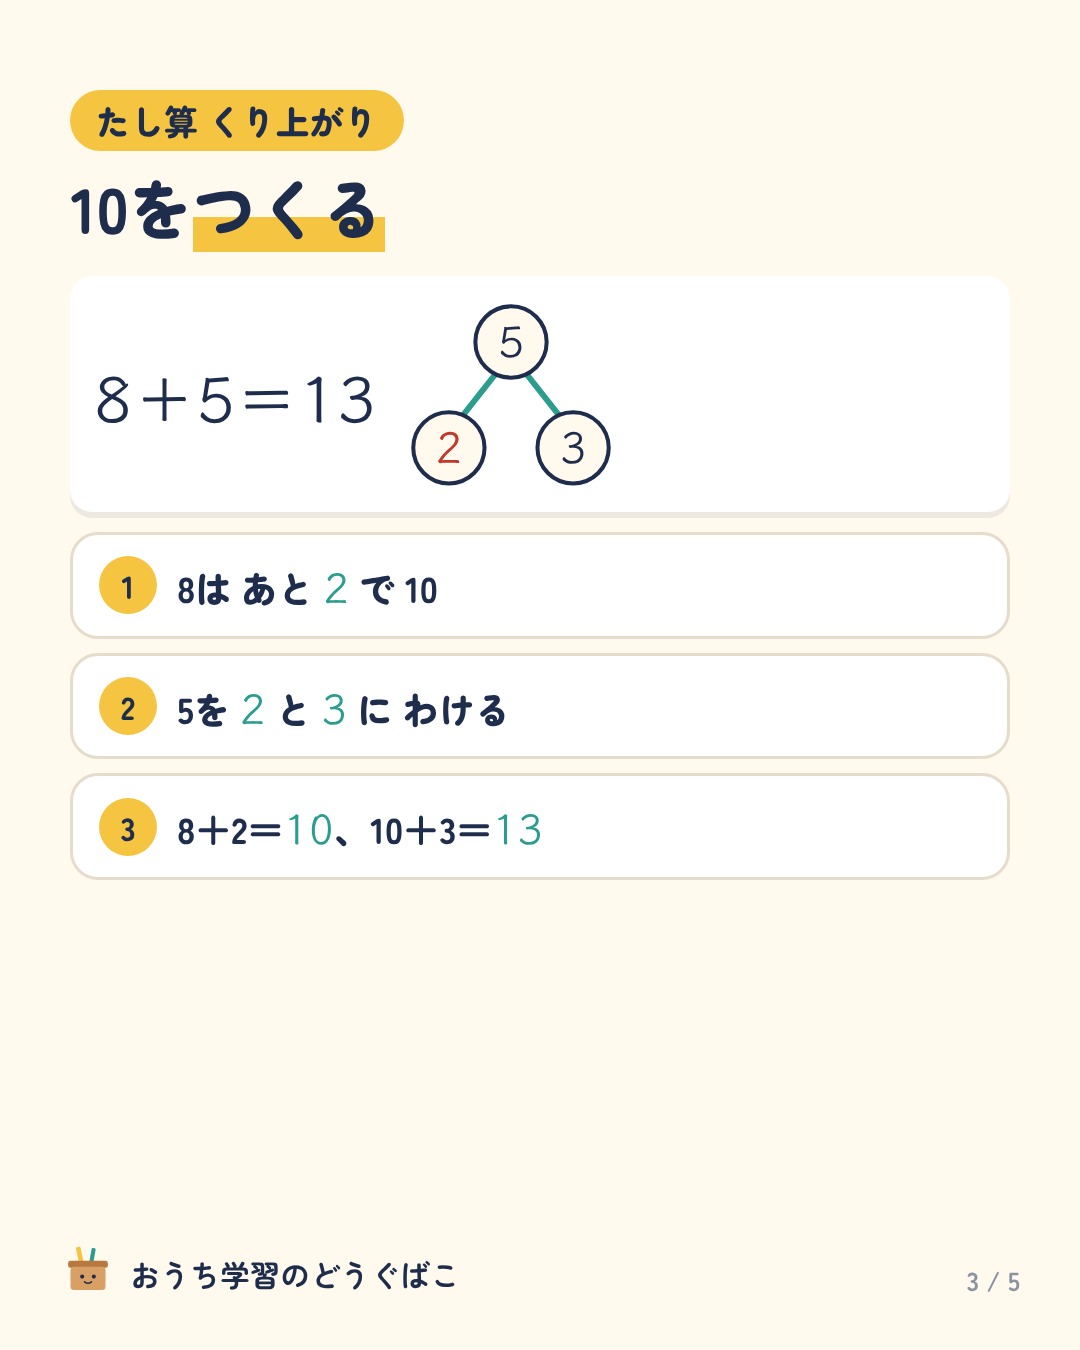 たし算 くり上がり
10をつくる
8+5=13
5
2
3
1 8は あと 2 で 10
2 5を 2 と 3 に わける
3 8+2=10、10+3=13
おうち学習のどうぐばこ
3 / 5